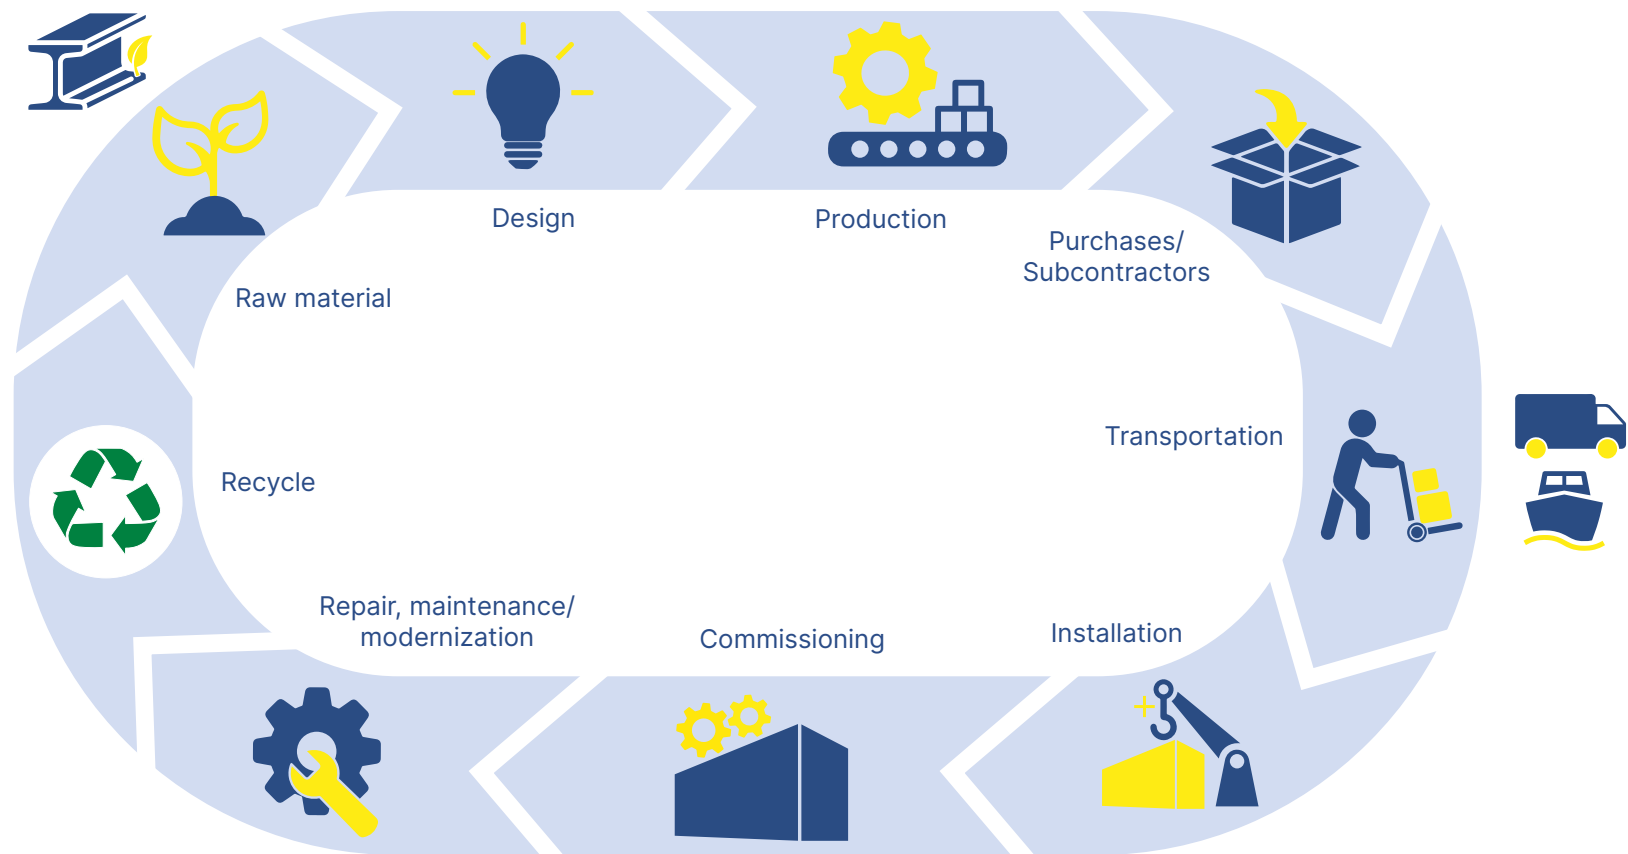 Design
Production
Purchases/
Subcontractors
Raw material
Transportation
Recycle
Repair, maintenance/
modernization
Commissioning
Installation